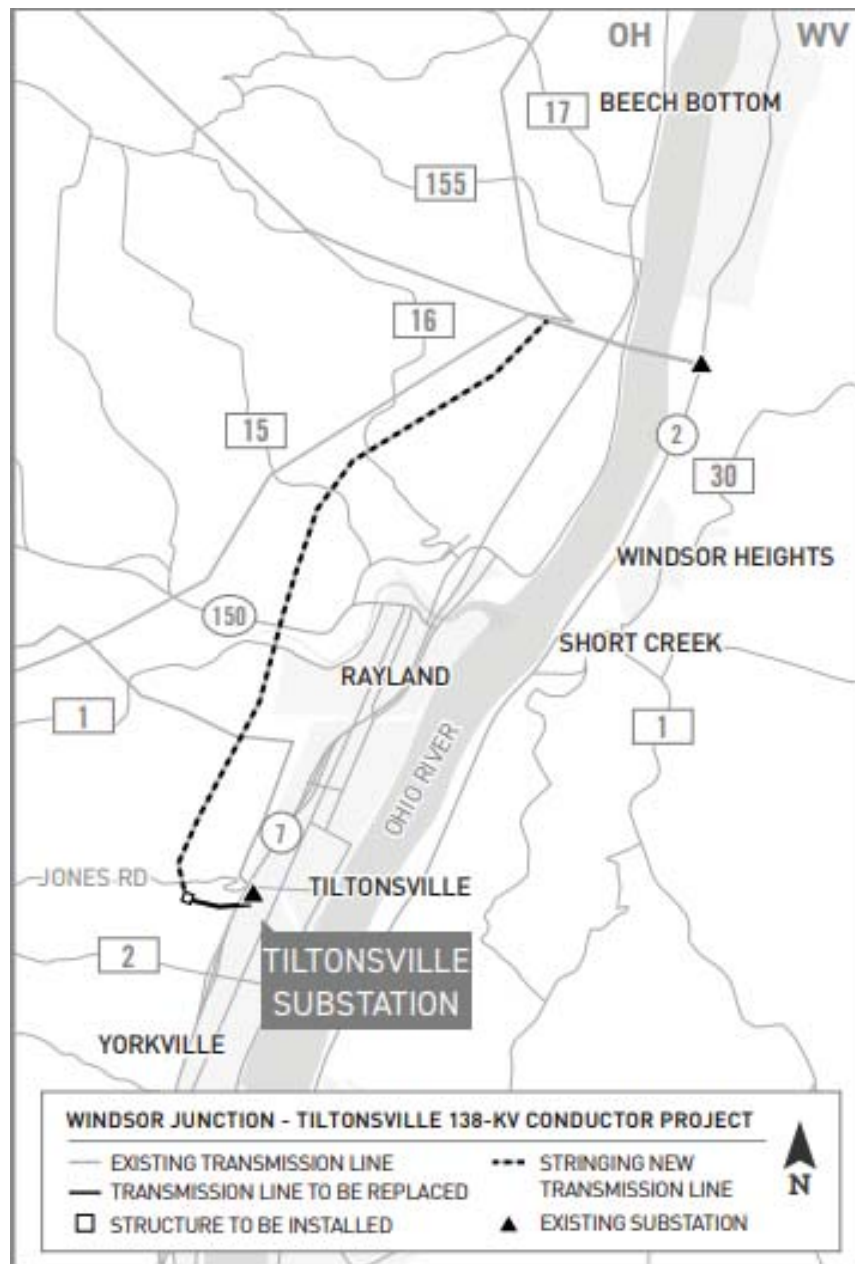 OH
WV
BEECH BOTTOM
17
155
16
15
2
30
WINDSOR HEIGHTS
150
SHORT CREEK
RAYLAND
1
1
OHIO RIVER
7
JONES RD
TILTONSVILLE
2
TILTONSVILLE
SUBSTATION
YORKVILLE
WINDSOR JUNCTION - TILTONSVILLE 138-KV CONDUCTOR PROJECT
EXISTING TRANSMISSION LINE
TRANSMISSION LINE TO BE REPLACED
STRUCTURE TO BE INSTALLED
STRINGING NEW
TRANSMISSION LINE
EXISTING SUBSTATION
N